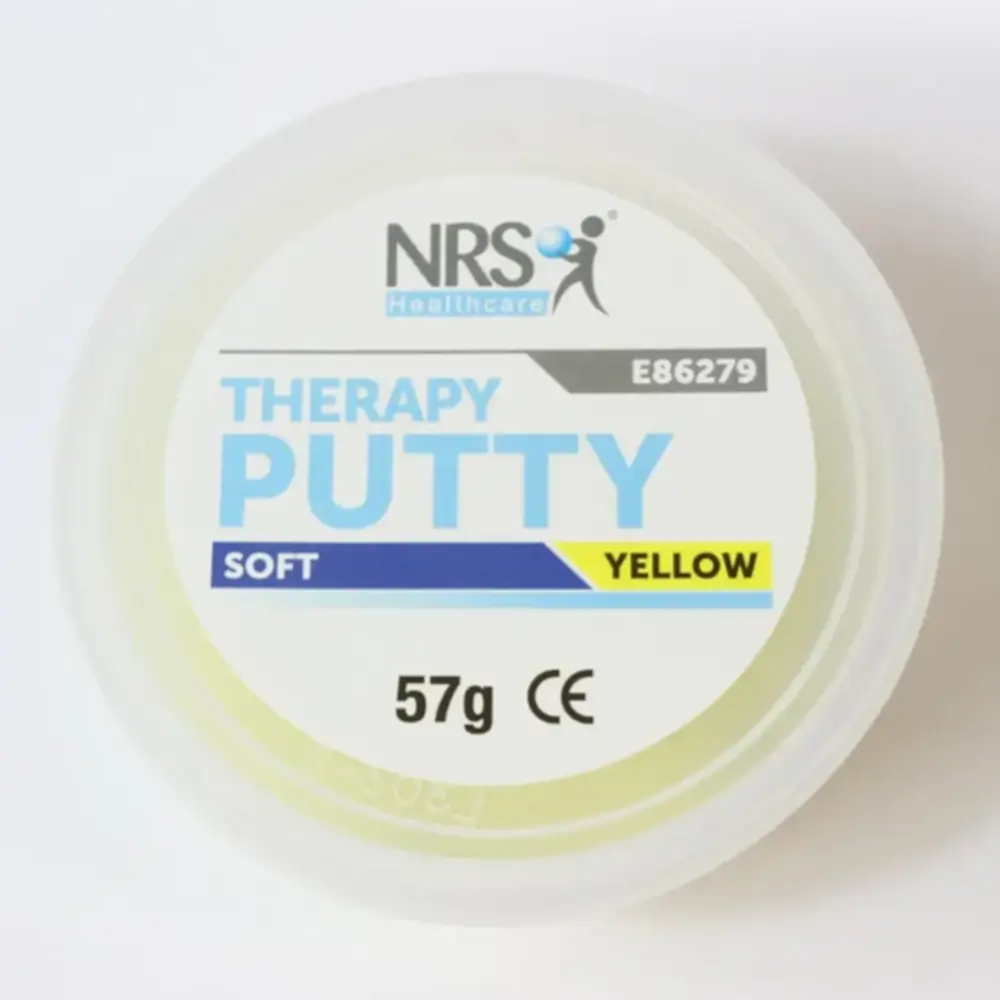 NRS®
Healthcare
E86279
THERAPY
PUTTY
SOFT YELLOW
57g CE